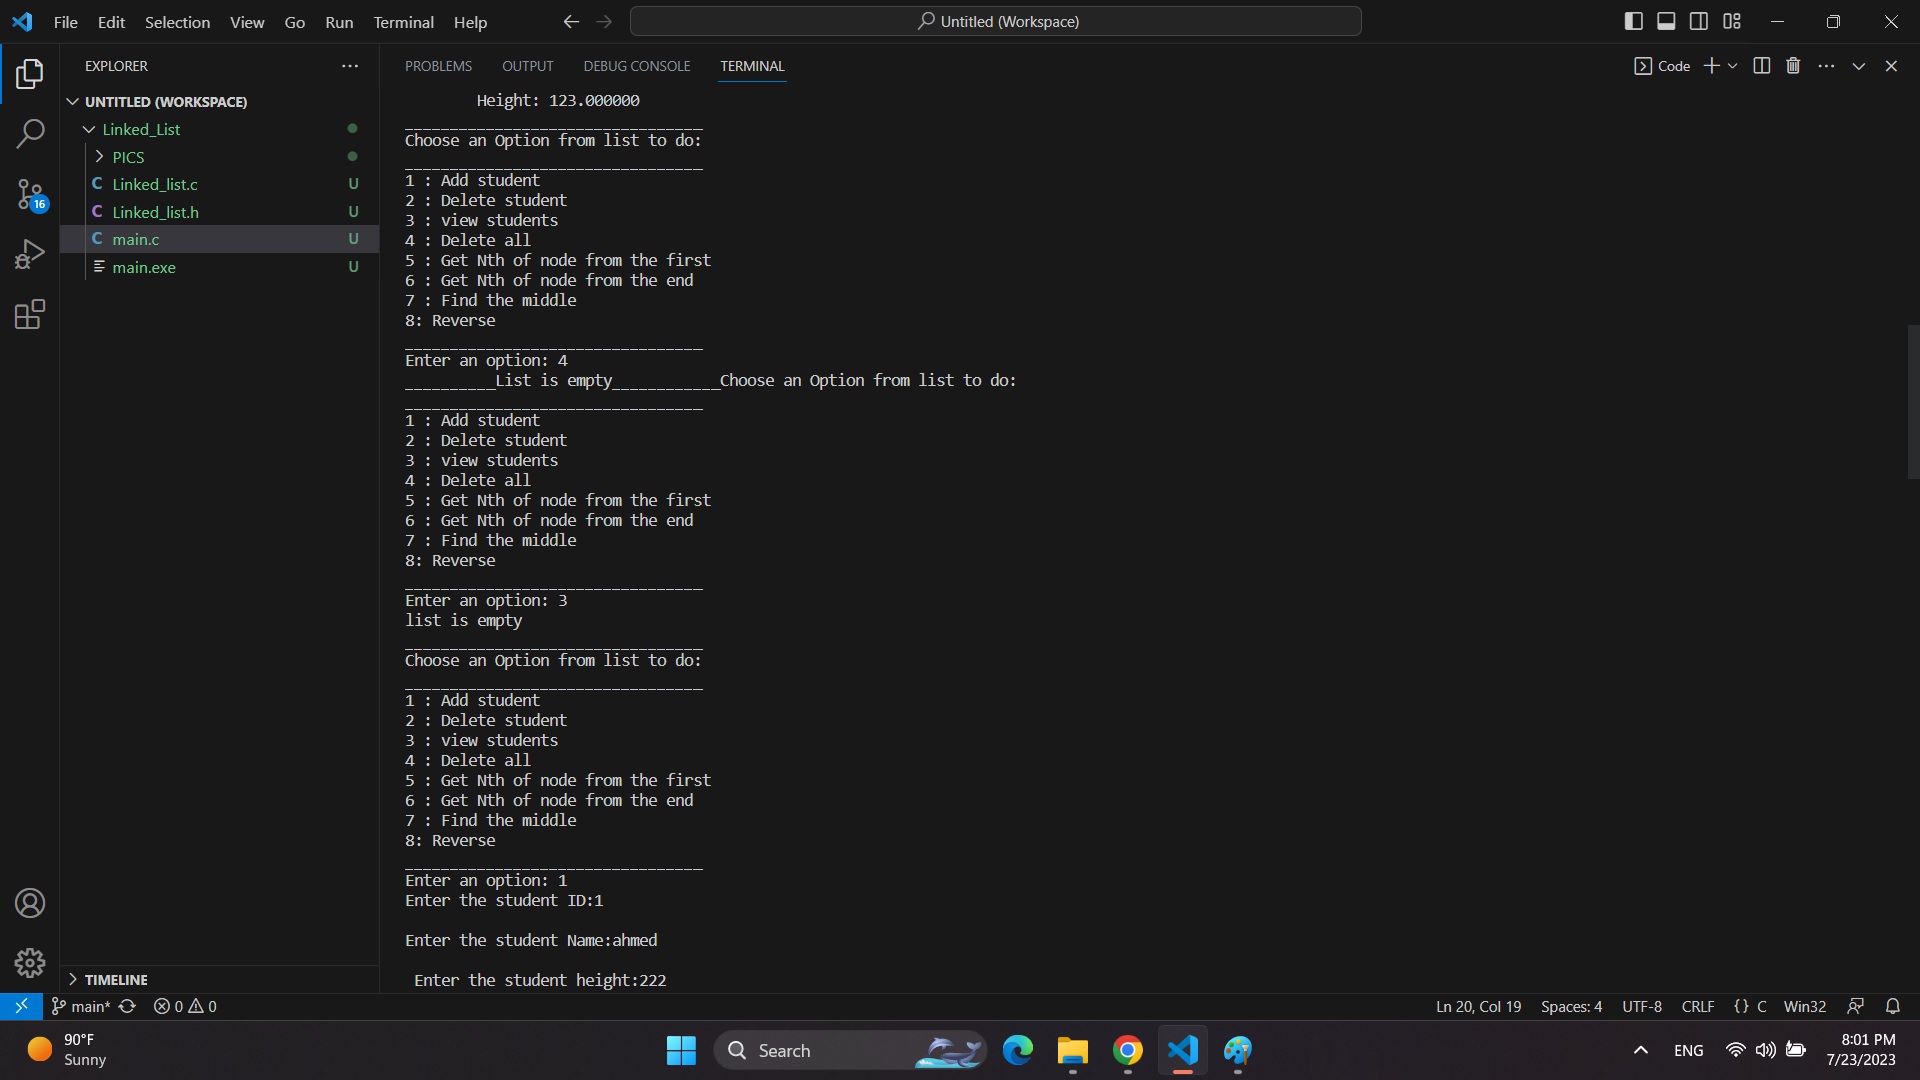 File Edit Selection View Go Run Terminal Help
Untitled (Workspace)
EXPLORER
PROBLEMS OUTPUT DEBUG CONSOLE TERMINAL
Code
UNTITLED (WORKSPACE)
Linked_List
PICS
C Linked_list.c U
C Linked_list.h U
C main.c U
main.exe U
16
Height: 123.000000
_________________________________
Choose an Option from list to do:
_________________________________
1 : Add student
2 : Delete student
3 : view students
4 : Delete all
5 : Get Nth of node from the first
6 : Get Nth of node from the end
7 : Find the middle
8: Reverse
_________________________________
Enter an option: 4
__________List is empty____________Choose an Option from list to do:
_________________________________
1 : Add student
2 : Delete student
3 : view students
4 : Delete all
5 : Get Nth of node from the first
6 : Get Nth of node from the end
7 : Find the middle
8: Reverse
_________________________________
Enter an option: 3
list is empty
_________________________________
Choose an Option from list to do:
_________________________________
1 : Add student
2 : Delete student
3 : view students
4 : Delete all
5 : Get Nth of node from the first
6 : Get Nth of node from the end
7 : Find the middle
8: Reverse
_________________________________
Enter an option: 1
Enter the student ID:1
Enter the student Name:ahmed
Enter the student height:222
TIMELINE
main* 0 0
Ln 20, Col 19 Spaces: 4 UTF-8 CRLF {} C Win32
90°F
Sunny
Search
ENG
8:01 PM
7/23/2023